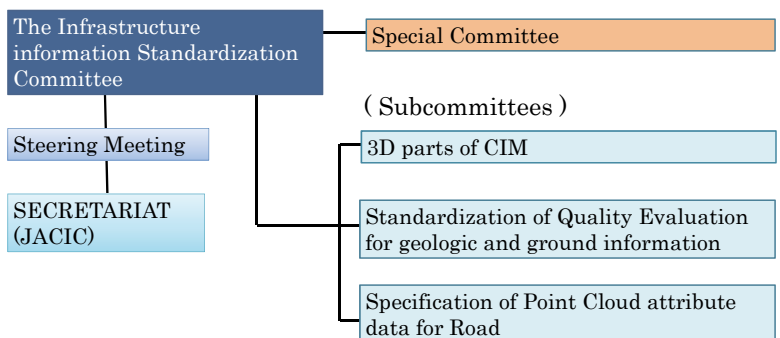 The Infrastructure
information Standardization
Committee
Special Committee
( Subcommittees )
Steering Meeting
3D parts of CIM
SECRETARIAT
(JACIC)
Standardization of Quality Evaluation
for geologic and ground information
Specification of Point Cloud attribute
data for Road